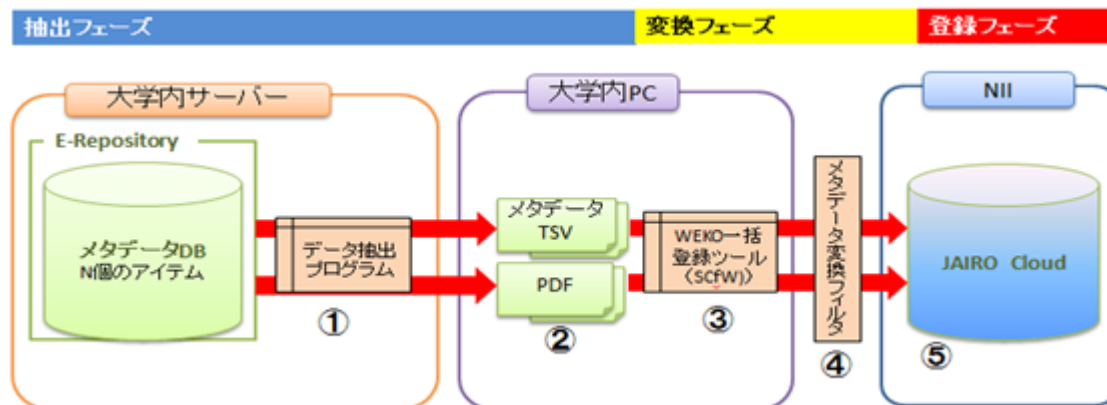 抽出フェーズ
変換フェーズ
登録フェーズ
大学内サーバー
大学内PC
NII
E-Repository
メタデータDB
N個のアイテム
データ抽出
プログラム
①
メタデータ
TSV
PDF
②
WEKO一括
登録ツール
(SCfW))
③
メタデータ変換フィルタ
④
JAIRO Cloud
⑤